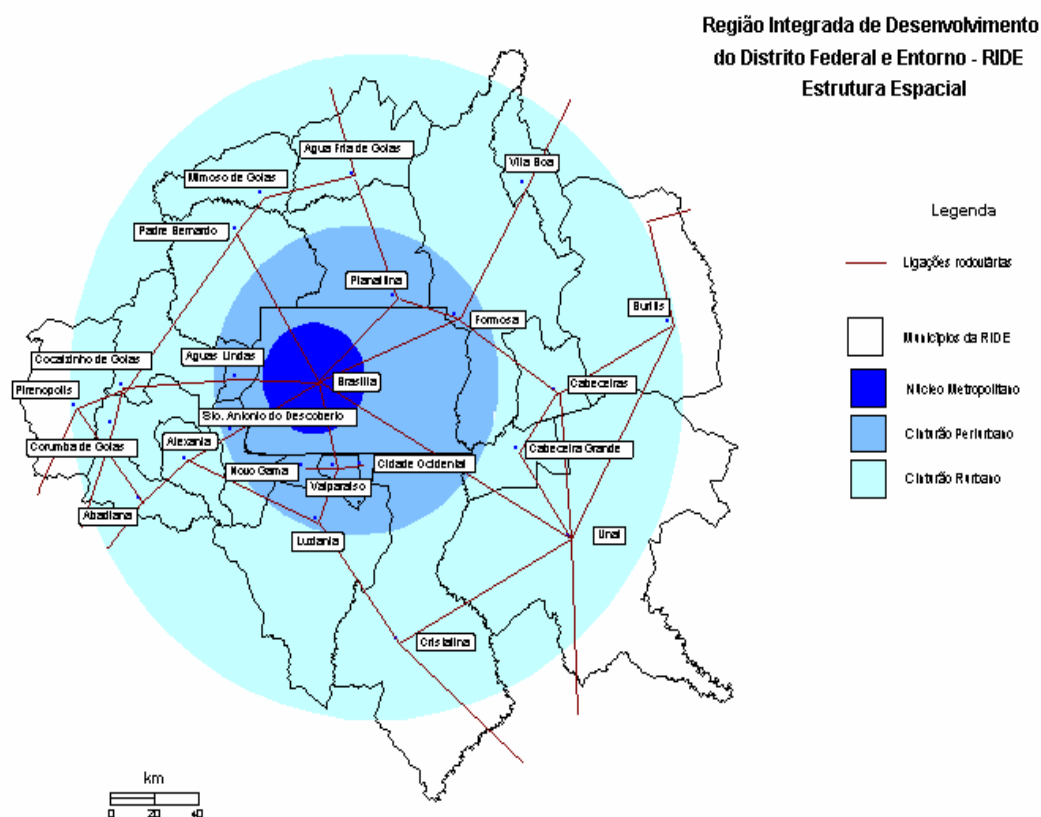 Região Integrada de Desenvolvimento
do Distrito Federal e Entorno - RIDE
Estrutura Espacial
Agua Fria de Goias
Vila Boa
Mimoso de Goias
Legenda
Padre Bernardo
Ligações rodouiárias
Planaltina
Buritis
Formosa
Municípios da RIDE
Aguas Lindas
Cocalzinho de Goias
Brasilia
Cabeceiras
Pirenopolis
Núcleo Metropolitano
Sto. Antonio do Descoberto
Alexania
Cinturão Periurbano
Corumba de Goias
Cabeceira Grande
Novo Gama
Cidade Ocidental
Cinturão Rurbano
Valparaiso
Abadiana
Luziania
Unai
Cristalina
km
0 20 40